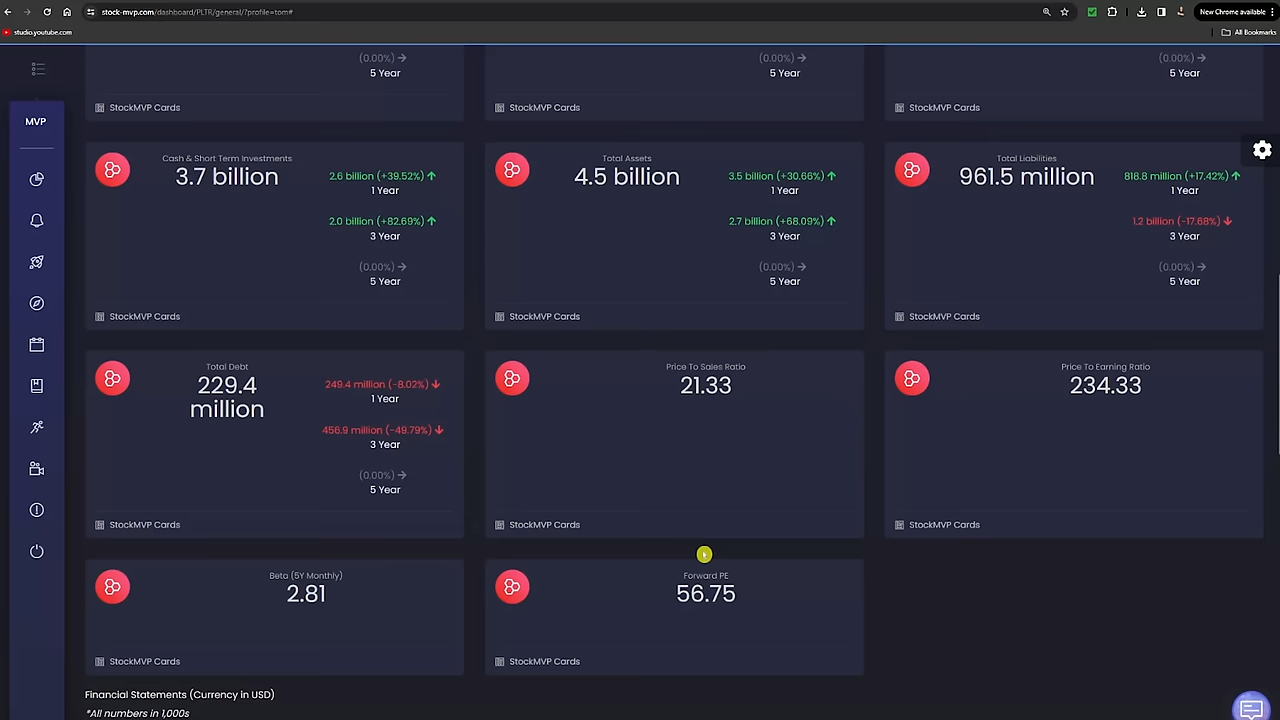 stock-mvp.com/dashboard/PLTR/general/?profile=tom#
New Chrome available
studio.youtube.com
All Bookmarks
(0.00%) →
5 Year
(0.00%) →
5 Year
(0.00%) →
5 Year
StockMVP Cards
StockMVP Cards
StockMVP Cards
MVP
Cash & Short Term Investments
3.7 billion
2.6 billion (+39.52%) ↑
1 Year
2.0 billion (+82.69%) ↑
3 Year
(0.00%) →
5 Year
StockMVP Cards
Total Assets
4.5 billion
3.5 billion (+30.66%) ↑
1 Year
2.7 billion (+68.09%) ↑
3 Year
(0.00%) →
5 Year
StockMVP Cards
Total Liabilities
961.5 million
818.8 million (+17.42%) ↑
1 Year
1.2 billion (-17.68%) ↓
3 Year
(0.00%) →
5 Year
StockMVP Cards
Total Debt
229.4
million
249.4 million (-8.02%) ↓
1 Year
456.9 million (-49.79%) ↓
3 Year
(0.00%) →
5 Year
StockMVP Cards
Price To Sales Ratio
21.33
StockMVP Cards
Price To Earning Ratio
234.33
StockMVP Cards
Beta (5Y Monthly)
2.81
StockMVP Cards
Forward PE
56.75
StockMVP Cards
Financial Statements (Currency in USD)
*All numbers in 1,000s